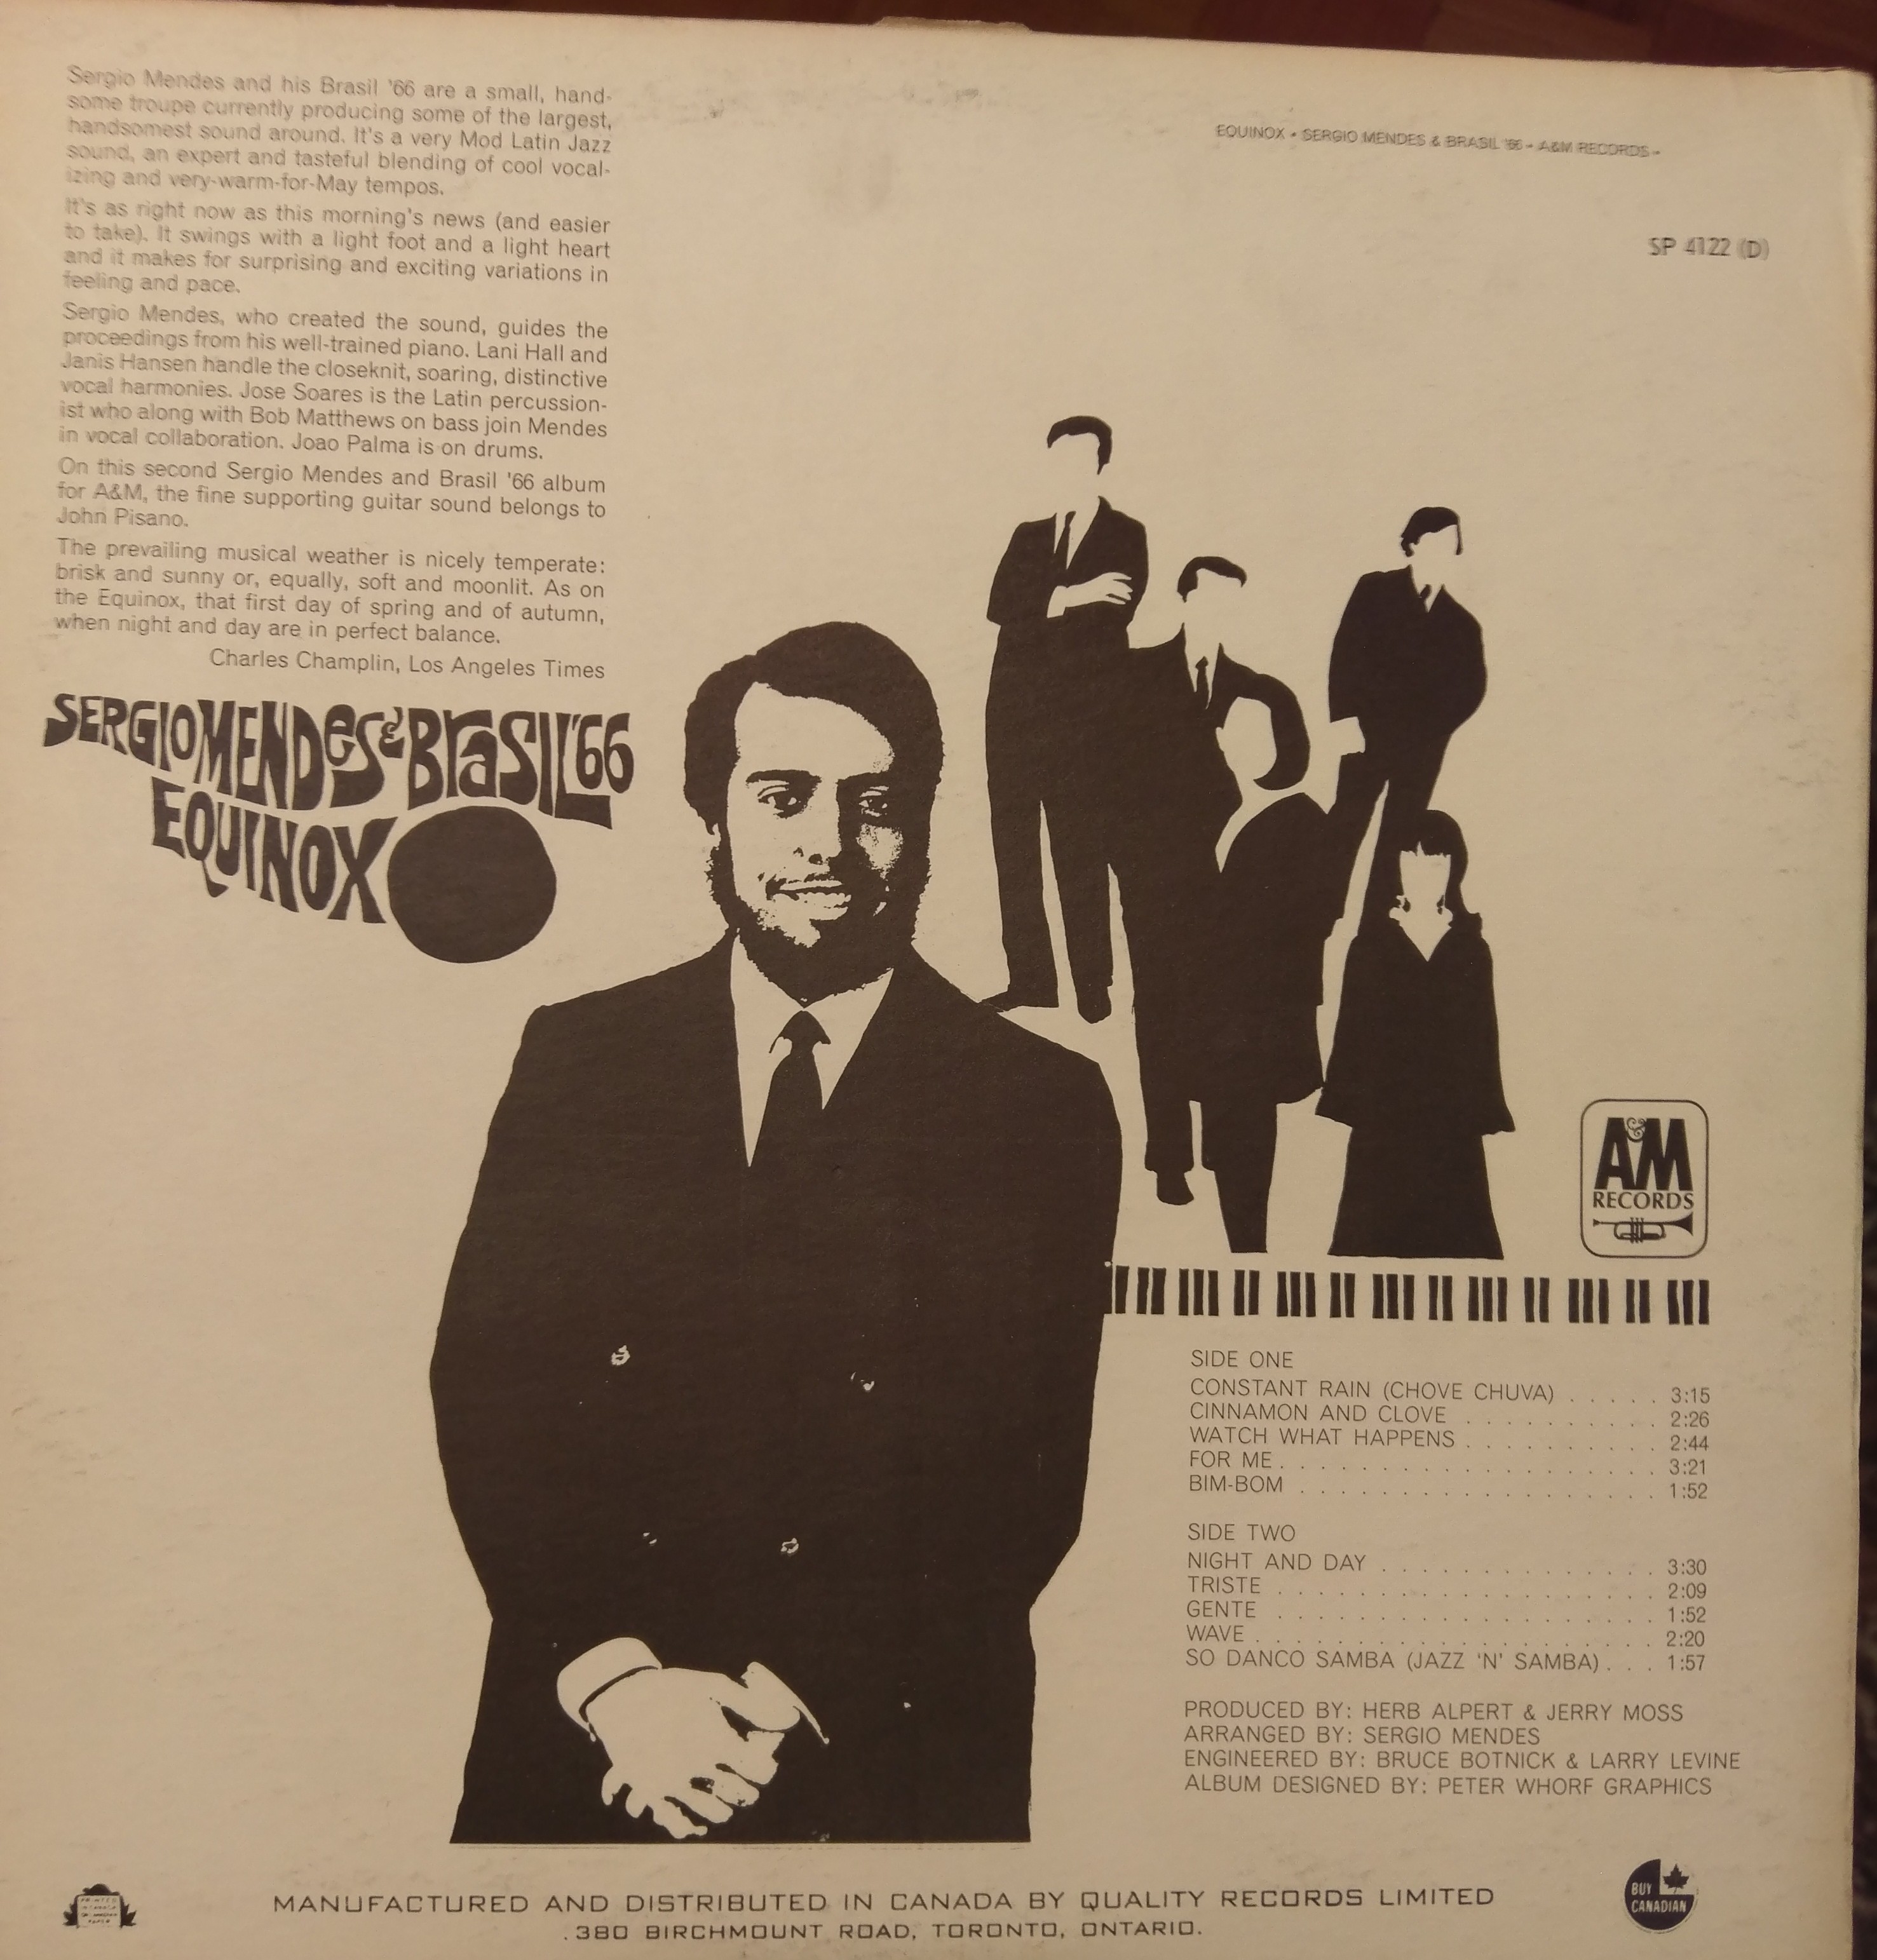 Sergio Mendes and his Brasil '66 are a small, hand-
some troupe currently producing some of the largest,
handsomest sound around. It's a very Mod Latin Jazz
sound, an expert and tasteful blending of cool vocal-
izing and very-warm-for-May tempos.
It's as right now as this morning's news (and easier
to take). It swings with a light foot and a light heart
and it makes for surprising and exciting variations in
feeling and pace.
Sergio Mendes, who created the sound, guides the
proceedings from his well-trained piano. Lani Hall and
Janis Hansen handle the closeknit, soaring, distinctive
vocal harmonies. Jose Soares is the Latin percussion-
ist who along with Bob Matthews on bass join Mendes
in vocal collaboration. Joao Palma is on drums.
On this second Sergio Mendes and Brasil '66 album
for A&M, the fine supporting guitar sound belongs to
John Pisano.
The prevailing musical weather is nicely temperate:
brisk and sunny or, equally, soft and moonlit. As on
the Equinox, that first day of spring and of autumn,
when night and day are in perfect balance.
Charles Champlin, Los Angeles Times
SERGIO MENDES & BRASIL '66
EQUINOX
EQUINOX - SERGIO MENDES & BRASIL '66 - A&M RECORDS -
SP 4122 (D)
A&M
RECORDS
SIDE ONE
CONSTANT RAIN (CHOVE CHUVA) . . . . . 3:15
CINNAMON AND CLOVE . . . . . . . . . . 2:26
WATCH WHAT HAPPENS . . . . . . . . . . 2:44
FOR ME . . . . . . . . . . . . . . . . . . . 3:21
BIM-BOM . . . . . . . . . . . . . . . . . . 1:52
SIDE TWO
NIGHT AND DAY . . . . . . . . . . . . . . 3:30
TRISTE . . . . . . . . . . . . . . . . . . . 2:09
GENTE . . . . . . . . . . . . . . . . . . . 1:52
WAVE . . . . . . . . . . . . . . . . . . . . 2:20
SO DANCO SAMBA (JAZZ 'N' SAMBA) . . . 1:57
PRODUCED BY: HERB ALPERT & JERRY MOSS
ARRANGED BY: SERGIO MENDES
ENGINEERED BY: BRUCE BOTNICK & LARRY LEVINE
ALBUM DESIGNED BY: PETER WHORF GRAPHICS
MANUFACTURED AND DISTRIBUTED IN CANADA BY QUALITY RECORDS LIMITED
.380 BIRCHMOUNT ROAD, TORONTO, ONTARIO.
BUY
CANADIAN